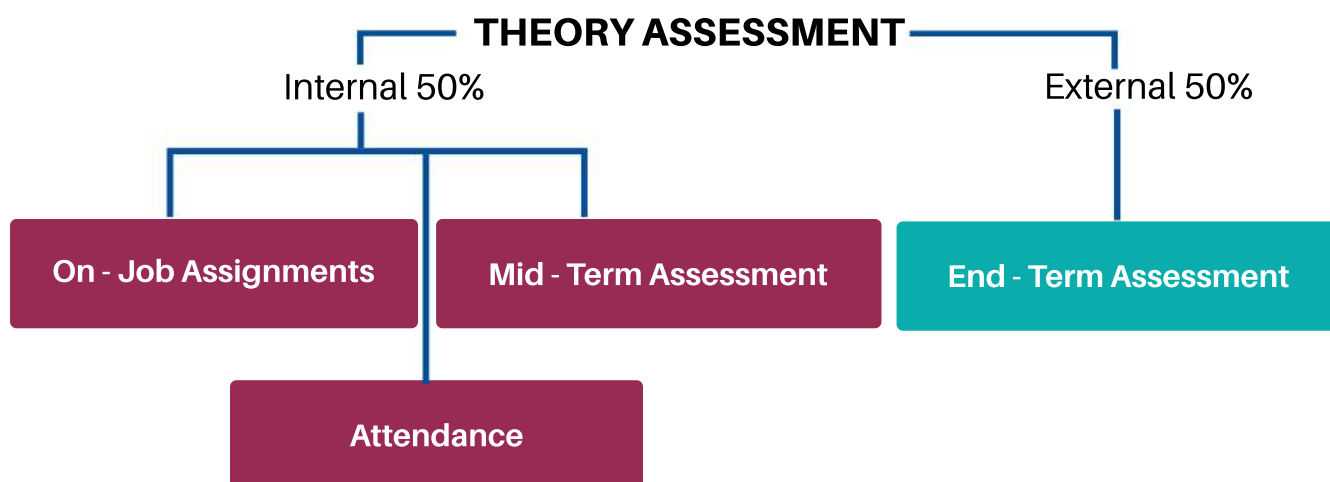 THEORY ASSESSMENT
Internal 50%
External 50%
On - Job Assignments
Mid - Term Assessment
End - Term Assessment
Attendance